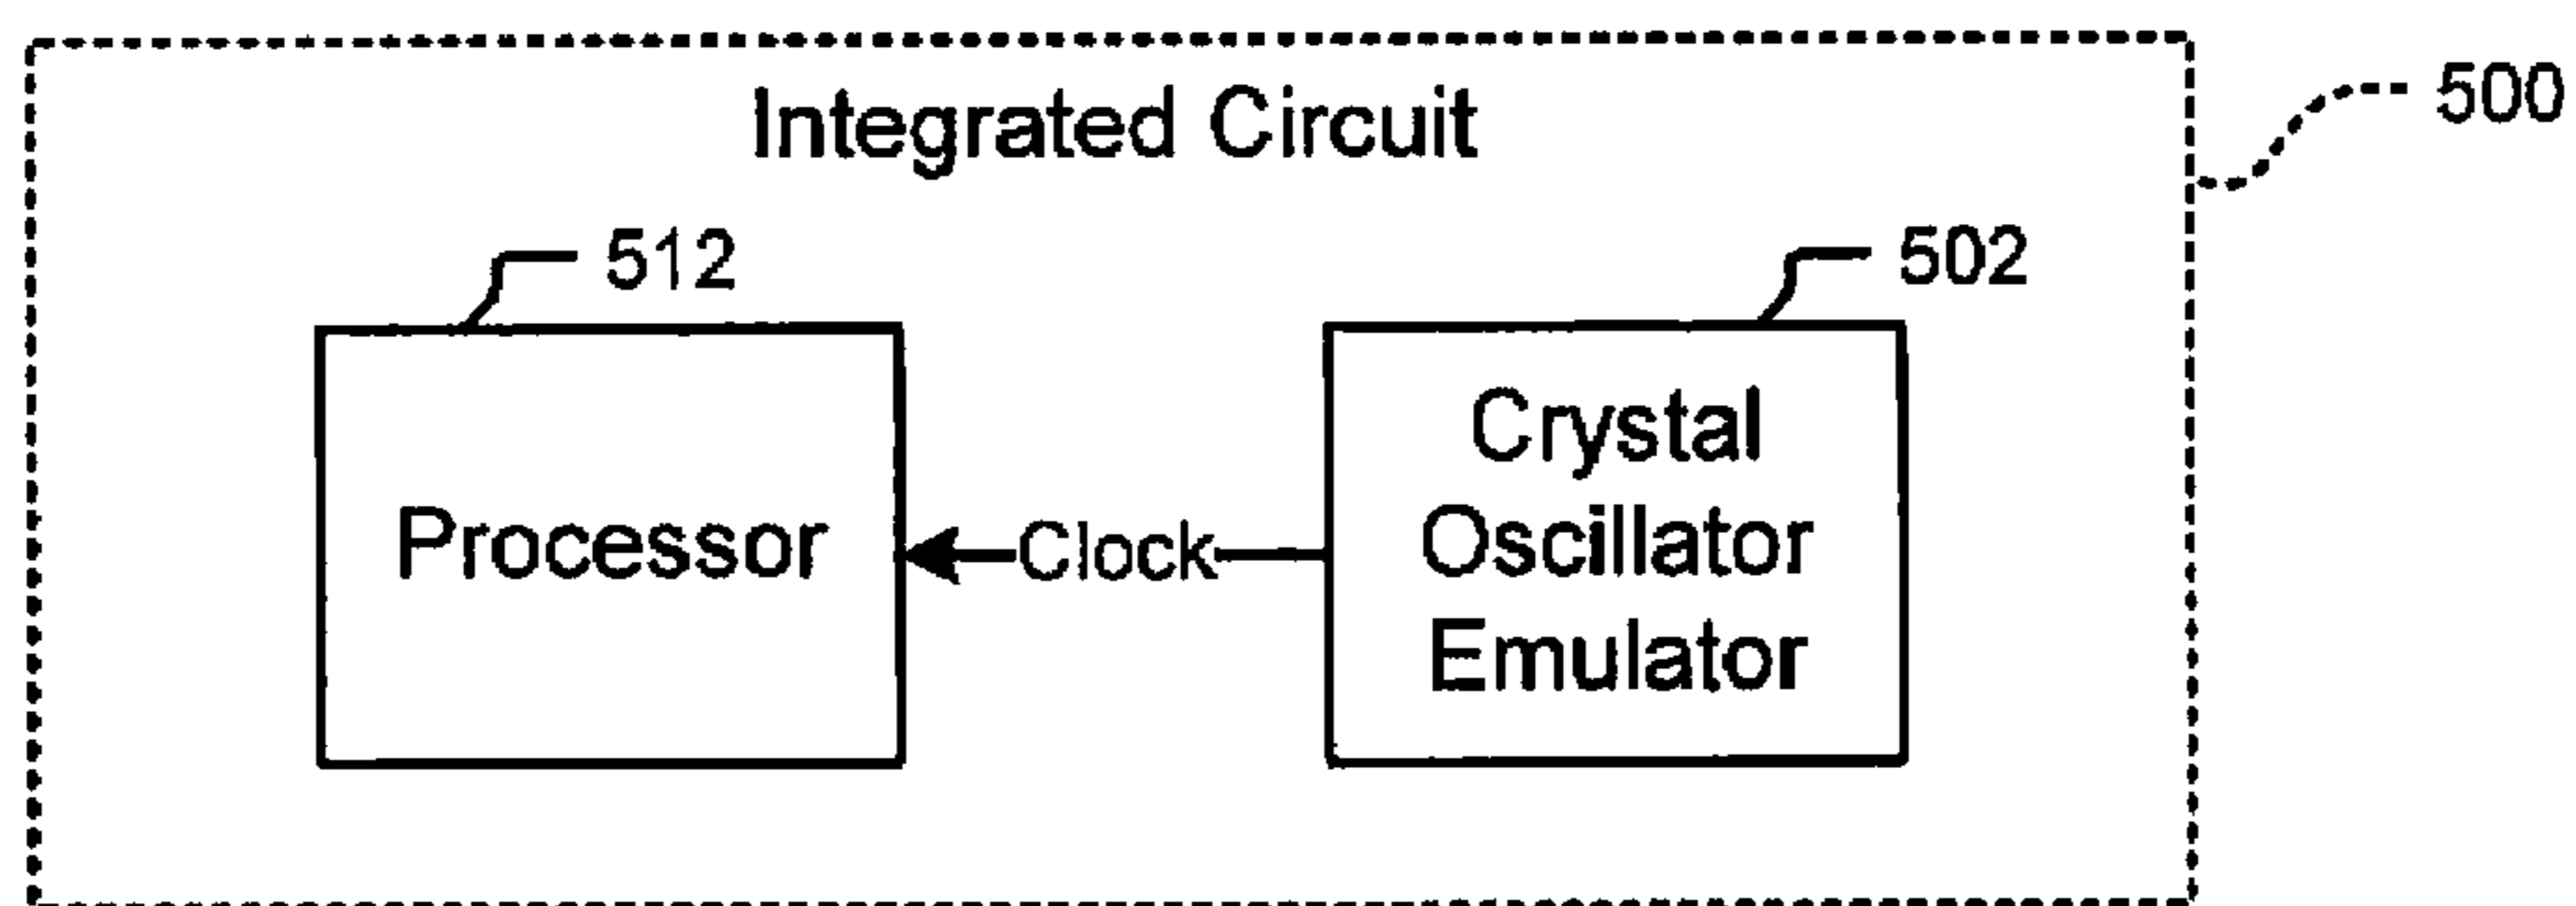 Integrated Circuit
500
512
502
Processor
Clock
Crystal
Oscillator
Emulator